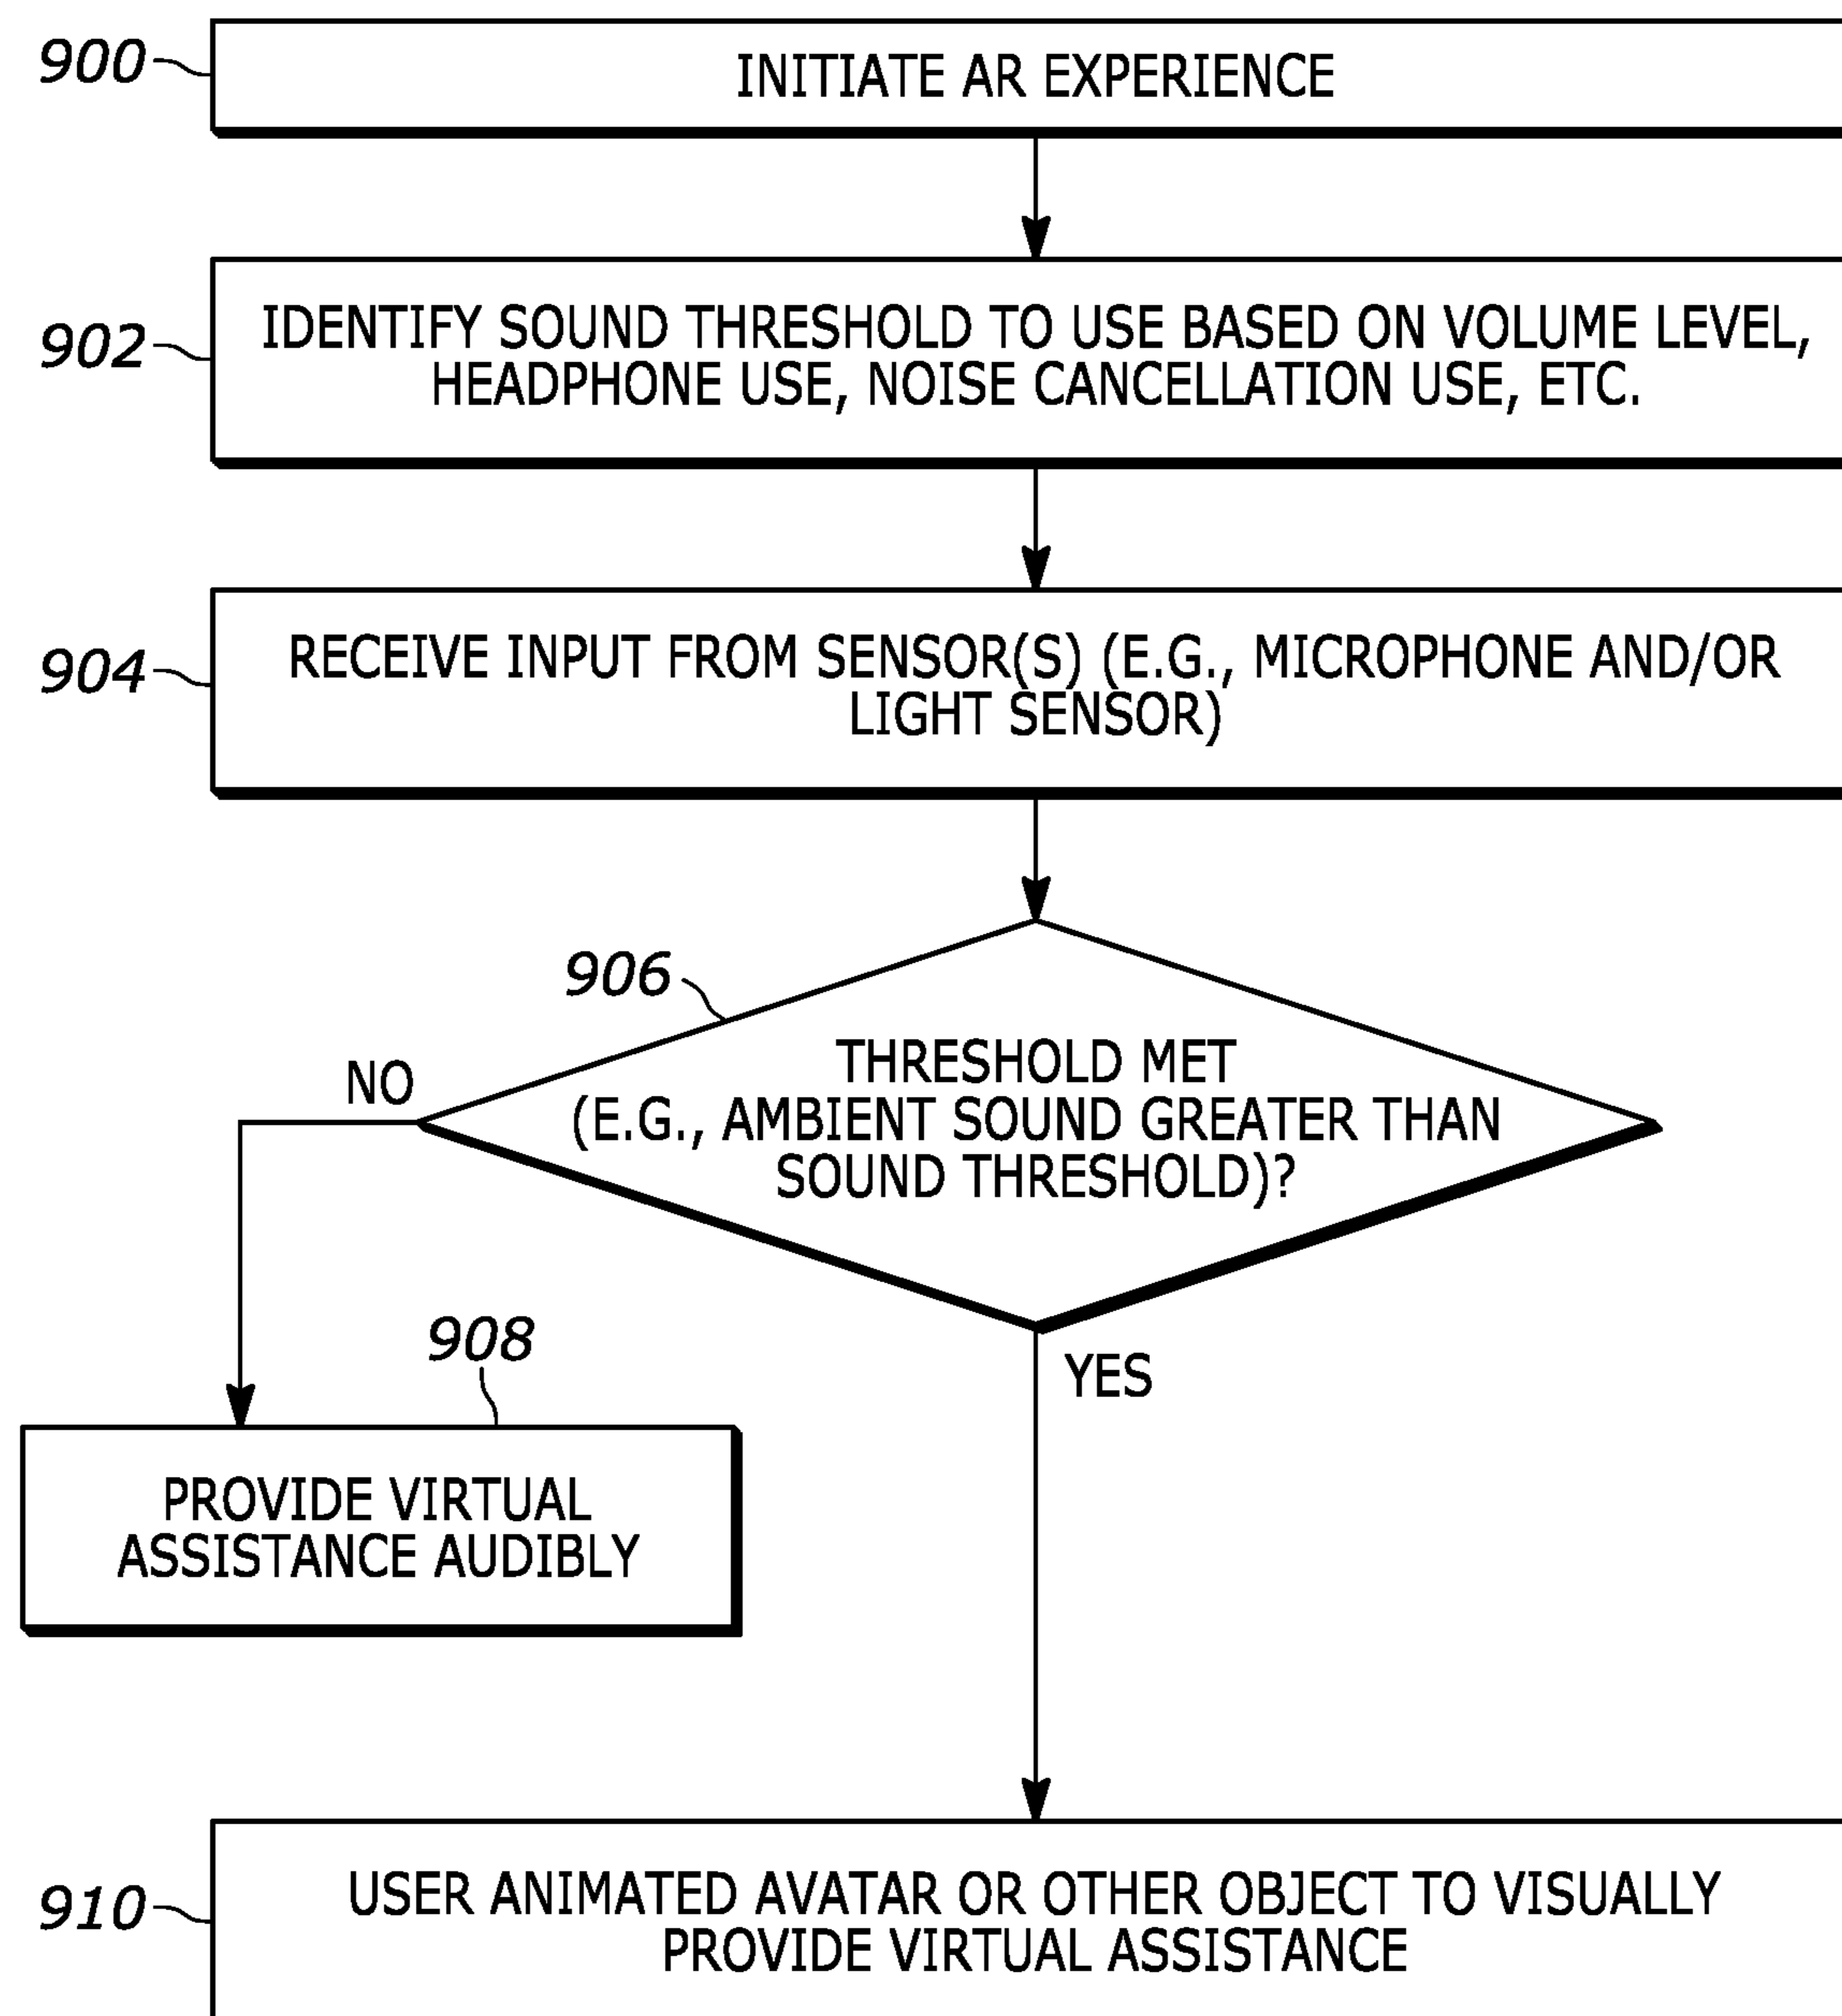 900
INITIATE AR EXPERIENCE
902
IDENTIFY SOUND THRESHOLD TO USE BASED ON VOLUME LEVEL,
HEADPHONE USE, NOISE CANCELLATION USE, ETC.
904
RECEIVE INPUT FROM SENSOR(S) (E.G., MICROPHONE AND/OR
LIGHT SENSOR)
906
THRESHOLD MET
(E.G., AMBIENT SOUND GREATER THAN
SOUND THRESHOLD)?
NO
YES
908
PROVIDE VIRTUAL
ASSISTANCE AUDIBLY
910
USER ANIMATED AVATAR OR OTHER OBJECT TO VISUALLY
PROVIDE VIRTUAL ASSISTANCE